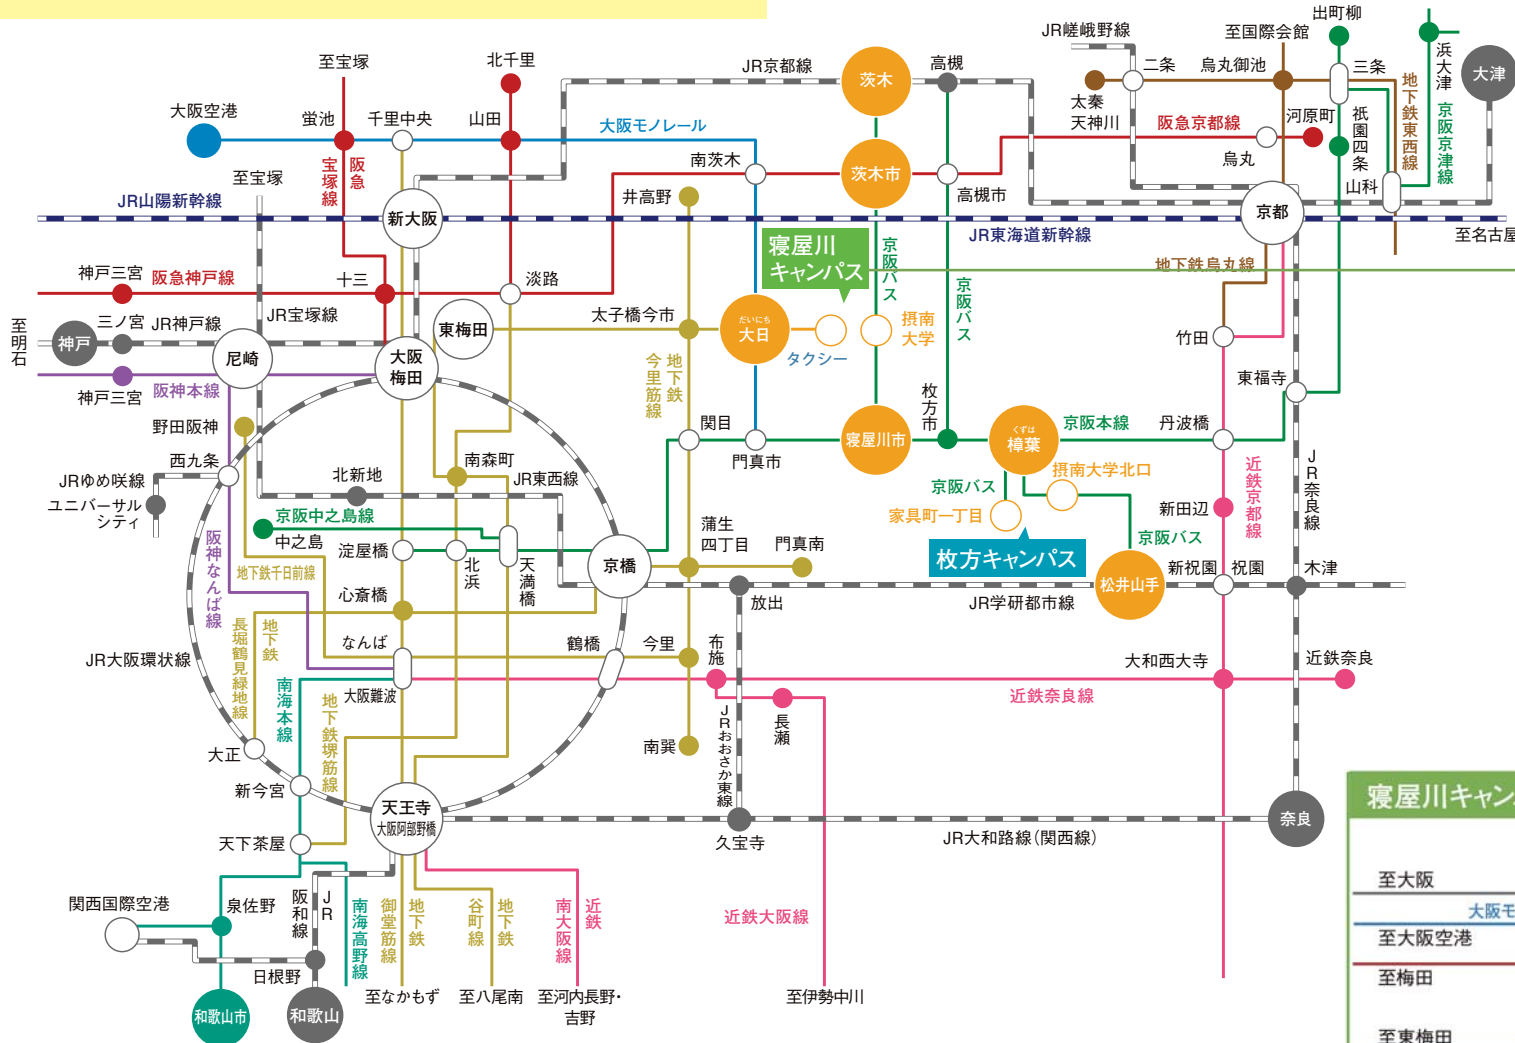 出町柳
JR嵯峨野線
至国際会館
至宝塚
北千里
JR京都線
茨木
高槻
二条
烏丸御池
三条
浜大津
大津
大阪空港
蛍池
千里中央
山田
大阪モノレール
太秦
天神川
阪急京都線
河原町
祇園四条
地下鉄東西線
京阪京津線
烏丸
阪急
宝塚線
至宝塚
南茨木
茨木市
高槻市
山科
井高野
JR山陽新幹線
新大阪
京都
JR東海道新幹線
至名古屋
寝屋川
キャンパス
京阪バス
地下鉄烏丸線
神戸三宮
阪急神戸線
十三
淡路
京阪バス
至明石
三ノ宮
JR神戸線
JR宝塚線
神戸
東梅田
太子橋今市
だいにち
大日
摂南
大学
タクシー
竹田
尼崎
大阪
梅田
地下鉄
今里筋線
神戸三宮
阪神本線
東福寺
枚方市
野田阪神
関目
門真市
寝屋川市
くずは
樟葉
京阪本線
丹波橋
西九条
JRゆめ咲線
ユニバーサル
シティ
北新地
南森町
JR東西線
摂南大学北口
京阪バス
近鉄京都線
JR奈良線
京阪中之島線
中之島
家具町一丁目
新田辺
京阪バス
蒲生
四丁目
門真南
枚方キャンパス
阪神なんば線
地下鉄千日前線
淀屋橋
北浜
天満橋
京橋
松井山手
新祝園
祝園
木津
放出
JR学研都市線
心斎橋
地下鉄
長堀鶴見緑地線
なんば
鶴橋
今里
布施
大和西大寺
近鉄奈良
JR大阪環状線
大阪難波
近鉄奈良線
南海本線
地下鉄堺筋線
長瀬
JRおおさか東線
大正
南巽
新今宮
天王寺
大阪阿部野橋
奈良
天下茶屋
久宝寺
JR大和路線（関西線）
寝屋川キャン
至大阪
関西国際空港
泉佐野
JR
阪和線
南海高野線
地下鉄
御堂筋線
地下鉄
谷町線
近鉄
南大阪線
近鉄大阪線
大阪モ
至大阪空港
日根野
至梅田
至なかもず
至八尾南
至河内長野・
吉野
至伊勢中川
和歌山市
和歌山
至東梅田